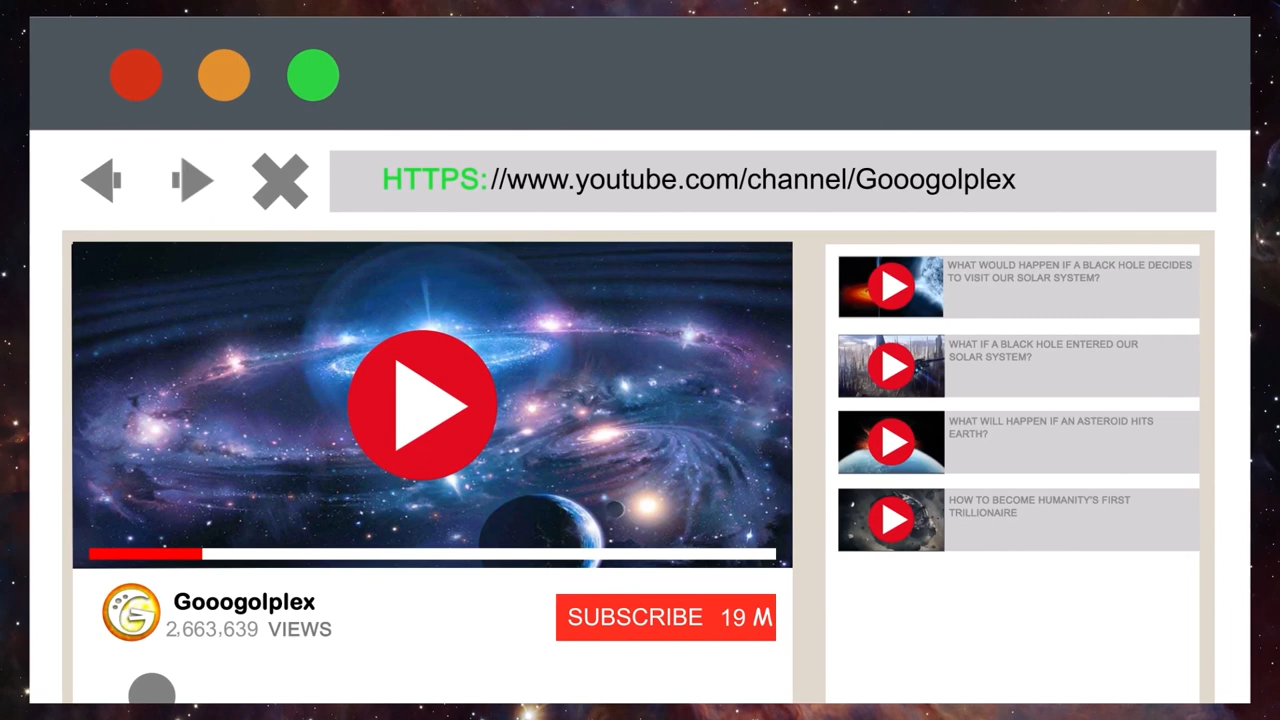 HTTPS://www.youtube.com/channel/Gooogolplex
WHAT WOULD HAPPEN IF A BLACK HOLE DECIDES
TO VISIT OUR SOLAR SYSTEM?
WHAT IF A BLACK HOLE ENTERED OUR
SOLAR SYSTEM?
WHAT WILL HAPPEN IF AN ASTEROID HITS
EARTH?
HOW TO BECOME HUMANITY'S FIRST
TRILLIONAIRE
Gooogolplex
2,663,639 VIEWS
SUBSCRIBE 19 M